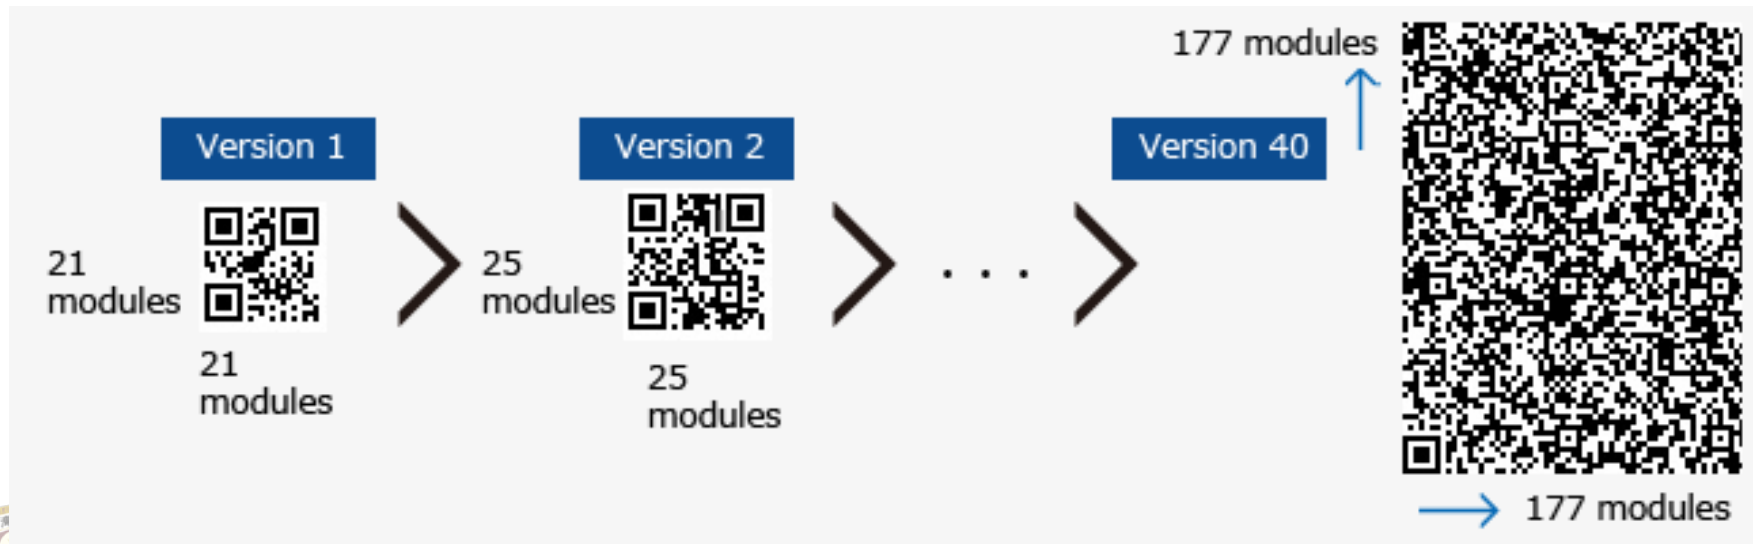 177 modules
Version 1
Version 2
Version 40
21
modules
25
modules
. . .
21
modules
25
modules
177 modules